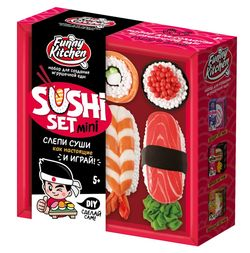 Funny
Kitchen
набор для создания
игрушечной еды
SUSHI
SET mini
СЛЕПИ СУШИ
как настоящие
И ИГРАЙ!
5+
DIY
СДЕЛАЙ
САМ!